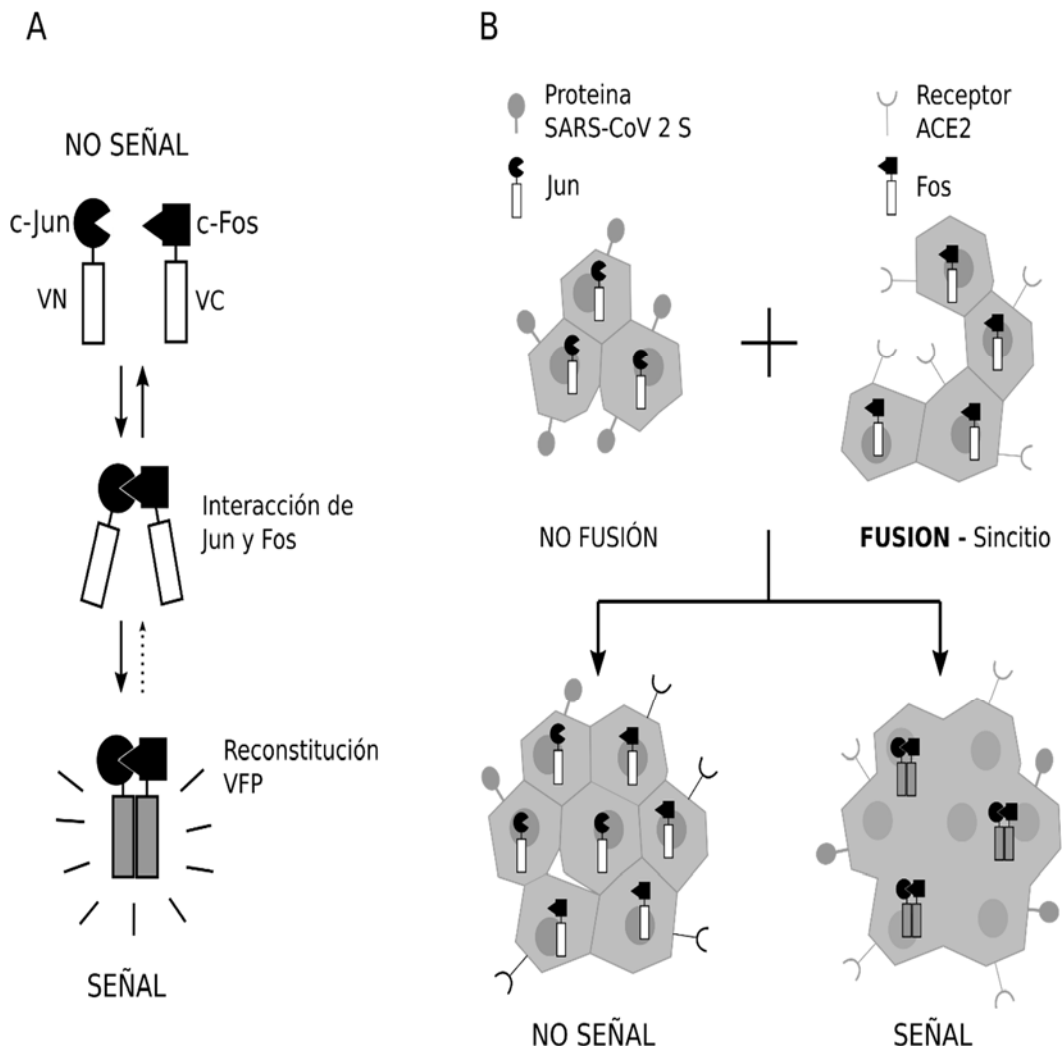 A
NO SEÑAL
c-Jun
c-Fos
VN
VC
Interacción de
Jun y Fos
Reconstitución
VFP
SEÑAL
B
Proteina
SARS-CoV 2 S
Jun
Receptor
ACE2
Fos
NO FUSIÓN
FUSION - Sincitio
NO SEÑAL
SEÑAL